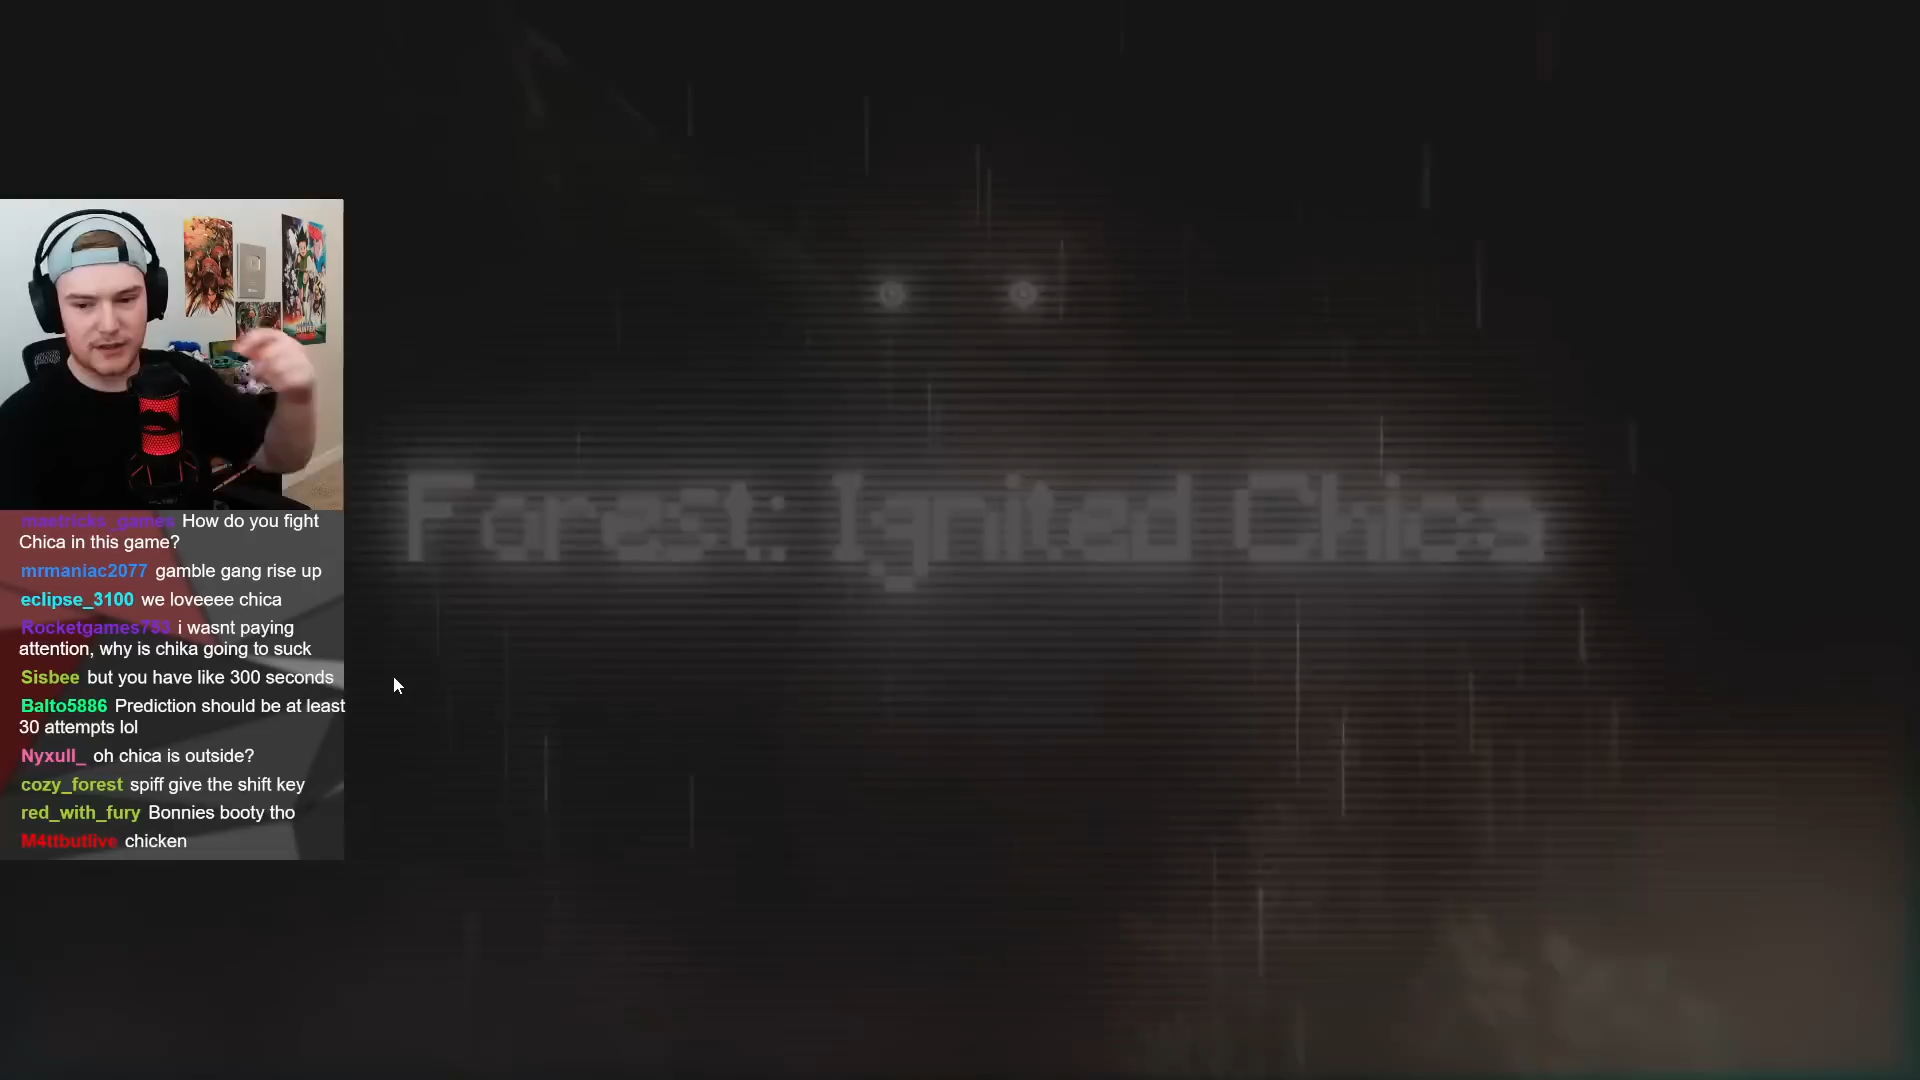 Forest: Ignited Chica
maetricks_games How do you fight
Chica in this game?
mrmaniac2077 gamble gang rise up
eclipse_3100 we loveeee chica
Rocketgames753 i wasnt paying
attention, why is chika going to suck
Sisbee but you have like 300 seconds
Balto5886 Prediction should be at least
30 attempts lol
Nyxull_ oh chica is outside?
cozy_forest spiff give the shift key
red_with_fury Bonnies booty tho
M4ttbutlive chicken